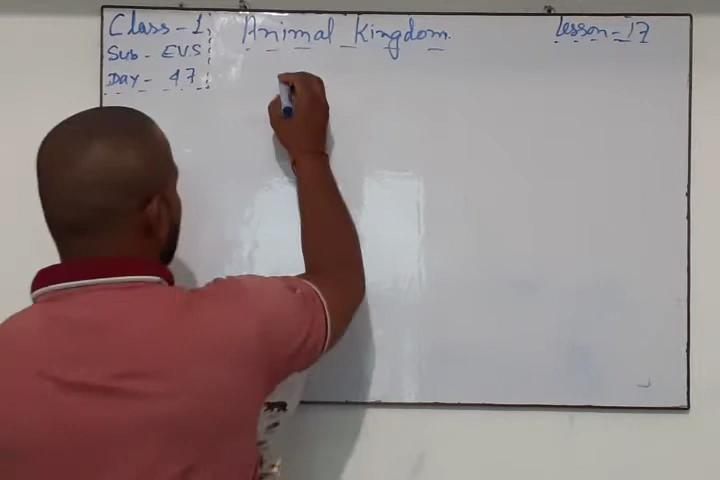 Class - 1
Sub - EVS
Day - 47
Animal Kingdom.
Lesson - 17